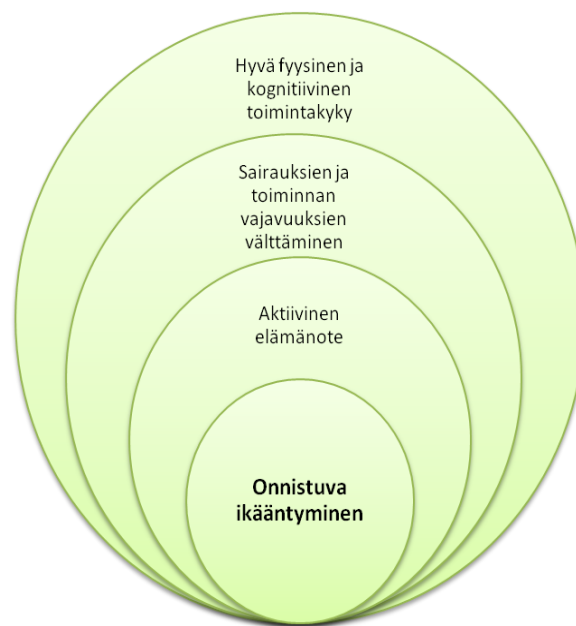 Hyvä fyysinen ja
kognitiivinen
toimintakyky
Sairauksien ja
toiminnan
vajavuuksien
välttäminen
Aktiivinen
elämänote
Onnistuva
ikääntyminen